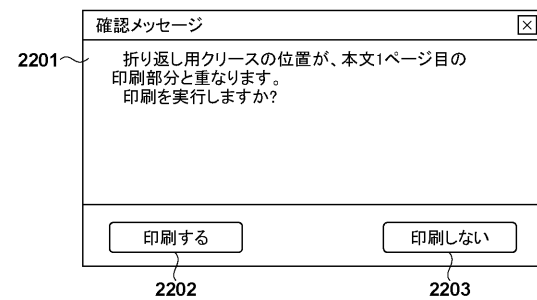 確認メッセージ
2201
折り返し用クリースの位置が、本文1ページ目の
印刷部分と重なります。
印刷を実行しますか?
印刷する
印刷しない
2202
2203